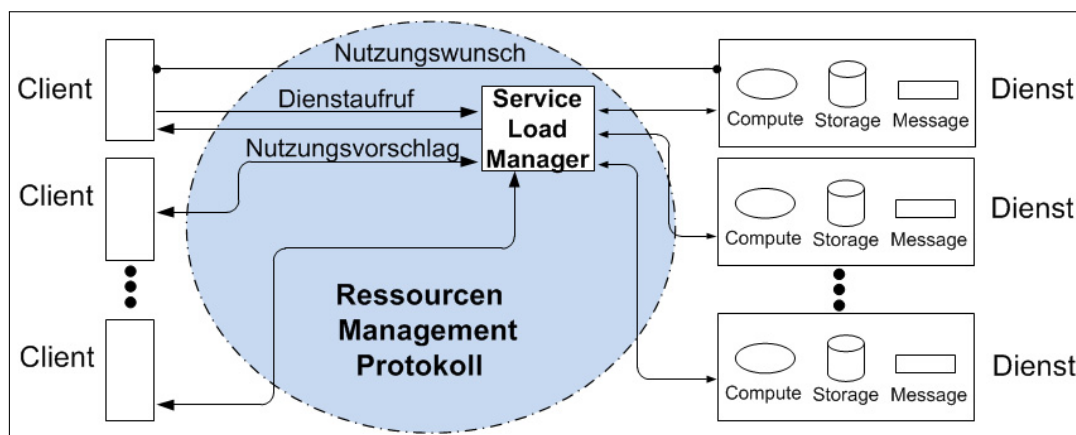 Nutzungswunsch
Client
Dienstaufruf
Service
Load
Manager
Nutzungsvorschlag
Compute
Storage
Message
Dienst
Client
Compute
Storage
Message
Dienst
Ressourcen
Management
Protokoll
Client
Compute
Storage
Message
Dienst